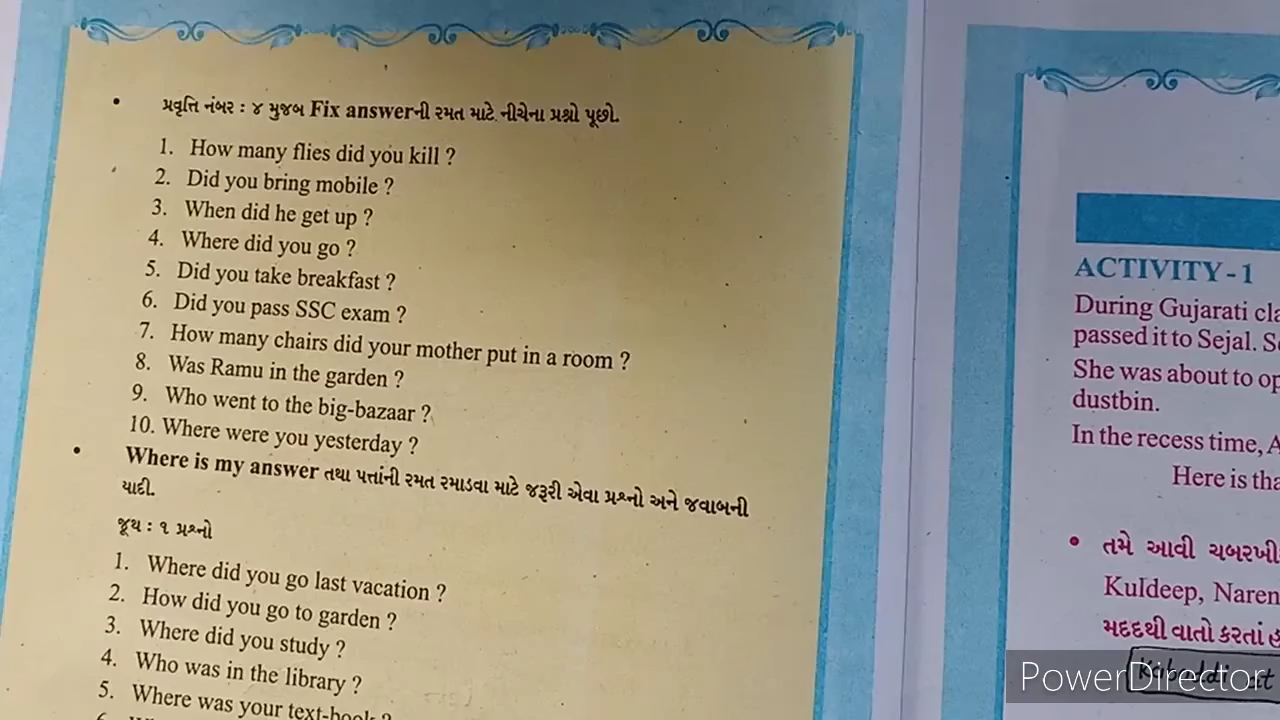 • પ્રવૃત્તિ નંબર : ૪ મુજબ Fix answerની રમત માટે નીચેના પ્રશ્નો પૂછો.
1. How many flies did you kill ?
2. Did you bring mobile ?
3. When did he get up ?
4. Where did you go ?
5. Did you take breakfast ?
6. Did you pass SSC exam ?
7. How many chairs did your mother put in a room ?
8. Was Ramu in the garden ?
9. Who went to the big-bazaar ?
10. Where were you yesterday ?
• Where is my answer તથા પત્તાંની રમત રમાડવા માટે જરૂરી એવા પ્રશ્નો અને જવાબની
યાદી.
જૂથ : ૧ પ્રશ્નો
1. Where did you go last vacation ?
2. How did you go to garden ?
3. Where did you study ?
4. Who was in the library ?
5. Where was your text-book ?
ACTIVITY-1
During Gujarati
passed it to Sejal.
She was about to
dustbin.
In the recess time,
Here is
• તમે આવી
Kuldeep,
મદદથી વાતો કરતાં
Kabaddi
PowerDirector